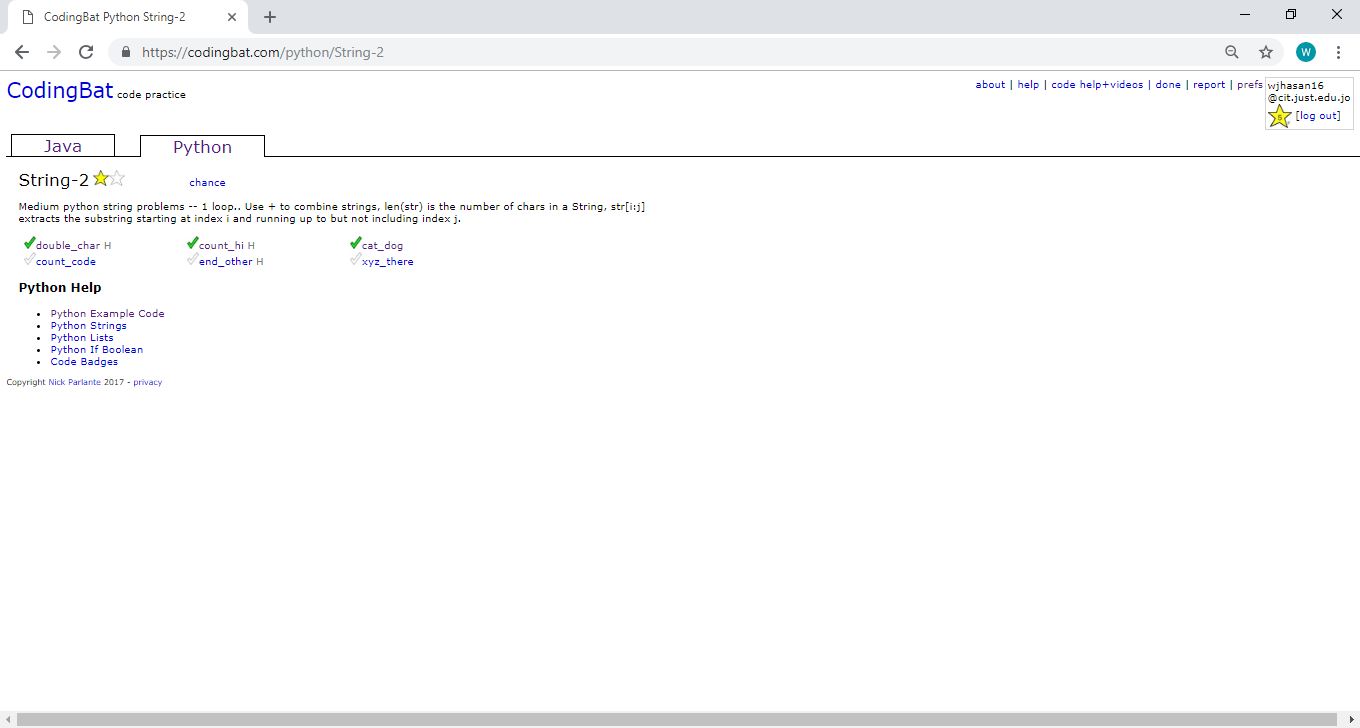 CodingBat Python String-2
https://codingbat.com/python/String-2
W
CodingBat code practice
about | help | code help+videos | done | report | prefs
wjhasan16
@cit.just.edu.jo
[log out]
Java
Python
String-2
chance
Medium python string problems -- 1 loop.. Use + to combine strings, len(str) is the number of chars in a String, str[i:j]
extracts the substring starting at index i and running up to but not including index j.
double_char H count_hi H cat_dog
count_code end_other H xyz_there
Python Help
Python Example Code
Python Strings
Python Lists
Python If Boolean
Code Badges
Copyright Nick Parlante 2017 - privacy